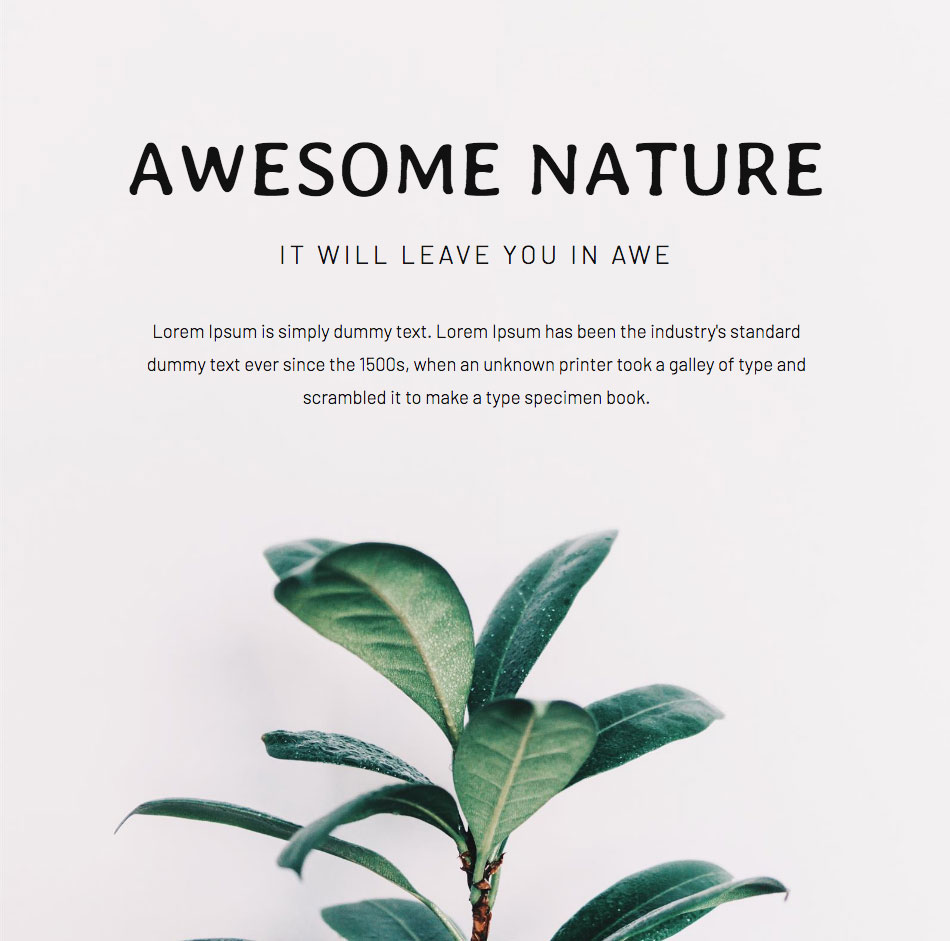 AWESOME NATURE
IT WILL LEAVE YOU IN AWE
Lorem Ipsum is simply dummy text. Lorem Ipsum has been the industry's standard
dummy text ever since the 1500s, when an unknown printer took a galley of type and
scrambled it to make a type specimen book.